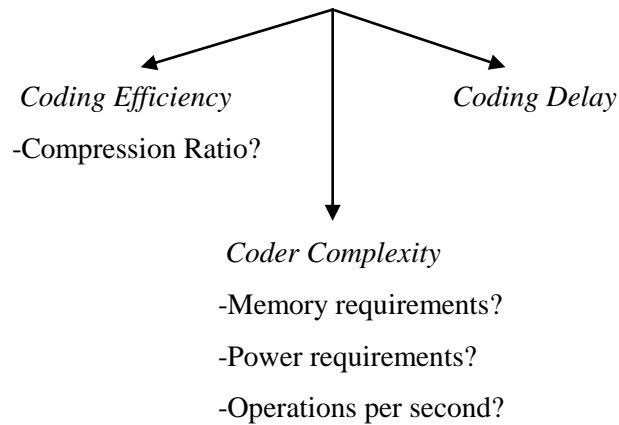 Coding Efficiency
-Compression Ratio?
Coding Delay
Coder Complexity
-Memory requirements?
-Power requirements?
-Operations per second?